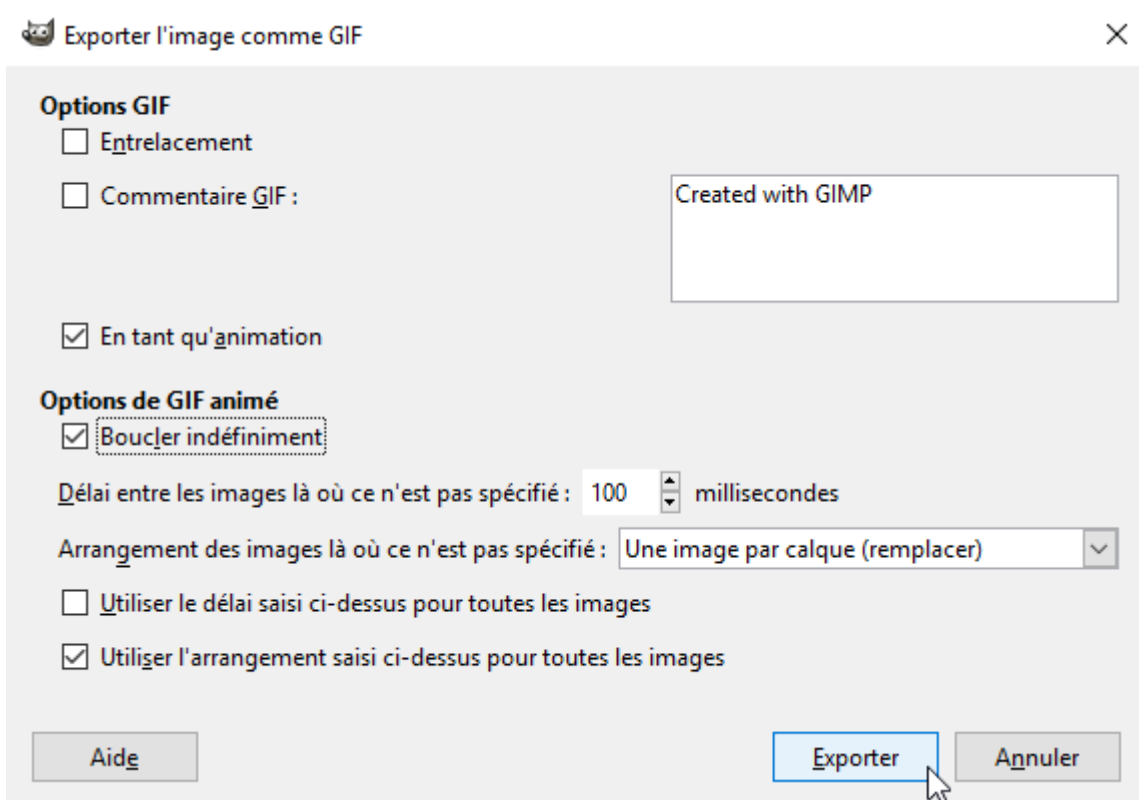 Exporter l'image comme GIF
Options GIF
Entrelacement
Commentaire GIF :
Created with GIMP
En tant qu'animation
Options de GIF animé
Boucler indéfiniment
Délai entre les images là où ce n'est pas spécifié : 100 millisecondes
Arrangement des images là où ce n'est pas spécifié : Une image par calque (remplacer)
Utiliser le délai saisi ci-dessus pour toutes les images
Utiliser l'arrangement saisi ci-dessus pour toutes les images
Aide Exporter Annuler